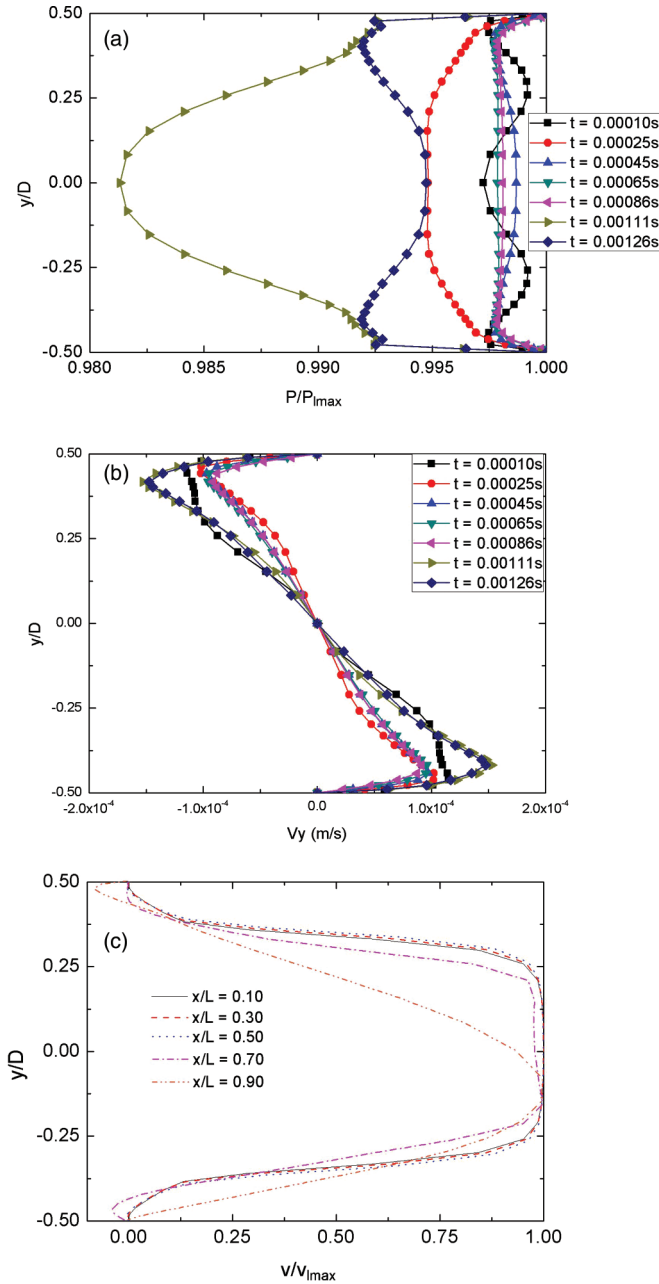 (a)
0.50
0.25
0.00
-0.25
-0.50
y/D
t = 0.00010s
t = 0.00025s
t = 0.00045s
t = 0.00065s
t = 0.00086s
t = 0.00111s
t = 0.00126s
0.980 0.985 0.990 0.995 1.000
P/Plmax
(b)
0.50
0.25
0.00
-0.25
-0.50
y/D
t = 0.00010s
t = 0.00025s
t = 0.00045s
t = 0.00065s
t = 0.00086s
t = 0.00111s
t = 0.00126s
-2.0x10-4 -1.0x10-4 0.0 1.0x10-4 2.0x10-4
Vy (m/s)
(c)
0.50
0.25
0.00
-0.25
-0.50
y/D
x/L = 0.10
x/L = 0.30
x/L = 0.50
x/L = 0.70
x/L = 0.90
0.00 0.25 0.50 0.75 1.00
v/vlmax